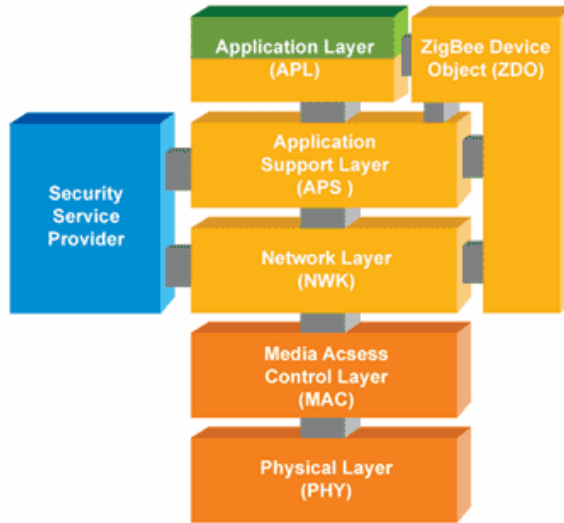 Application Layer
(APL)
ZigBee Device
Object (ZDO)
Application
Support Layer
(APS )
Security
Service
Provider
Network Layer
(NWK)
Media Acsess
Control Layer
(MAC)
Physical Layer
(PHY)